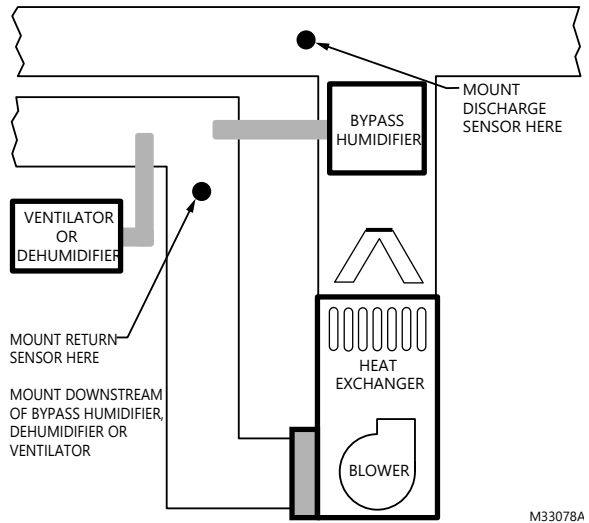 MOUNT
DISCHARGE
SENSOR HERE
BYPASS
HUMIDIFIER
VENTILATOR
OR
DEHUMIDIFIER
MOUNT RETURN
SENSOR HERE
MOUNT DOWNSTREAM
OF BYPASS HUMIDIFIER,
DEHUMIDIFIER OR
VENTILATOR
HEAT
EXCHANGER
BLOWER
M33078A